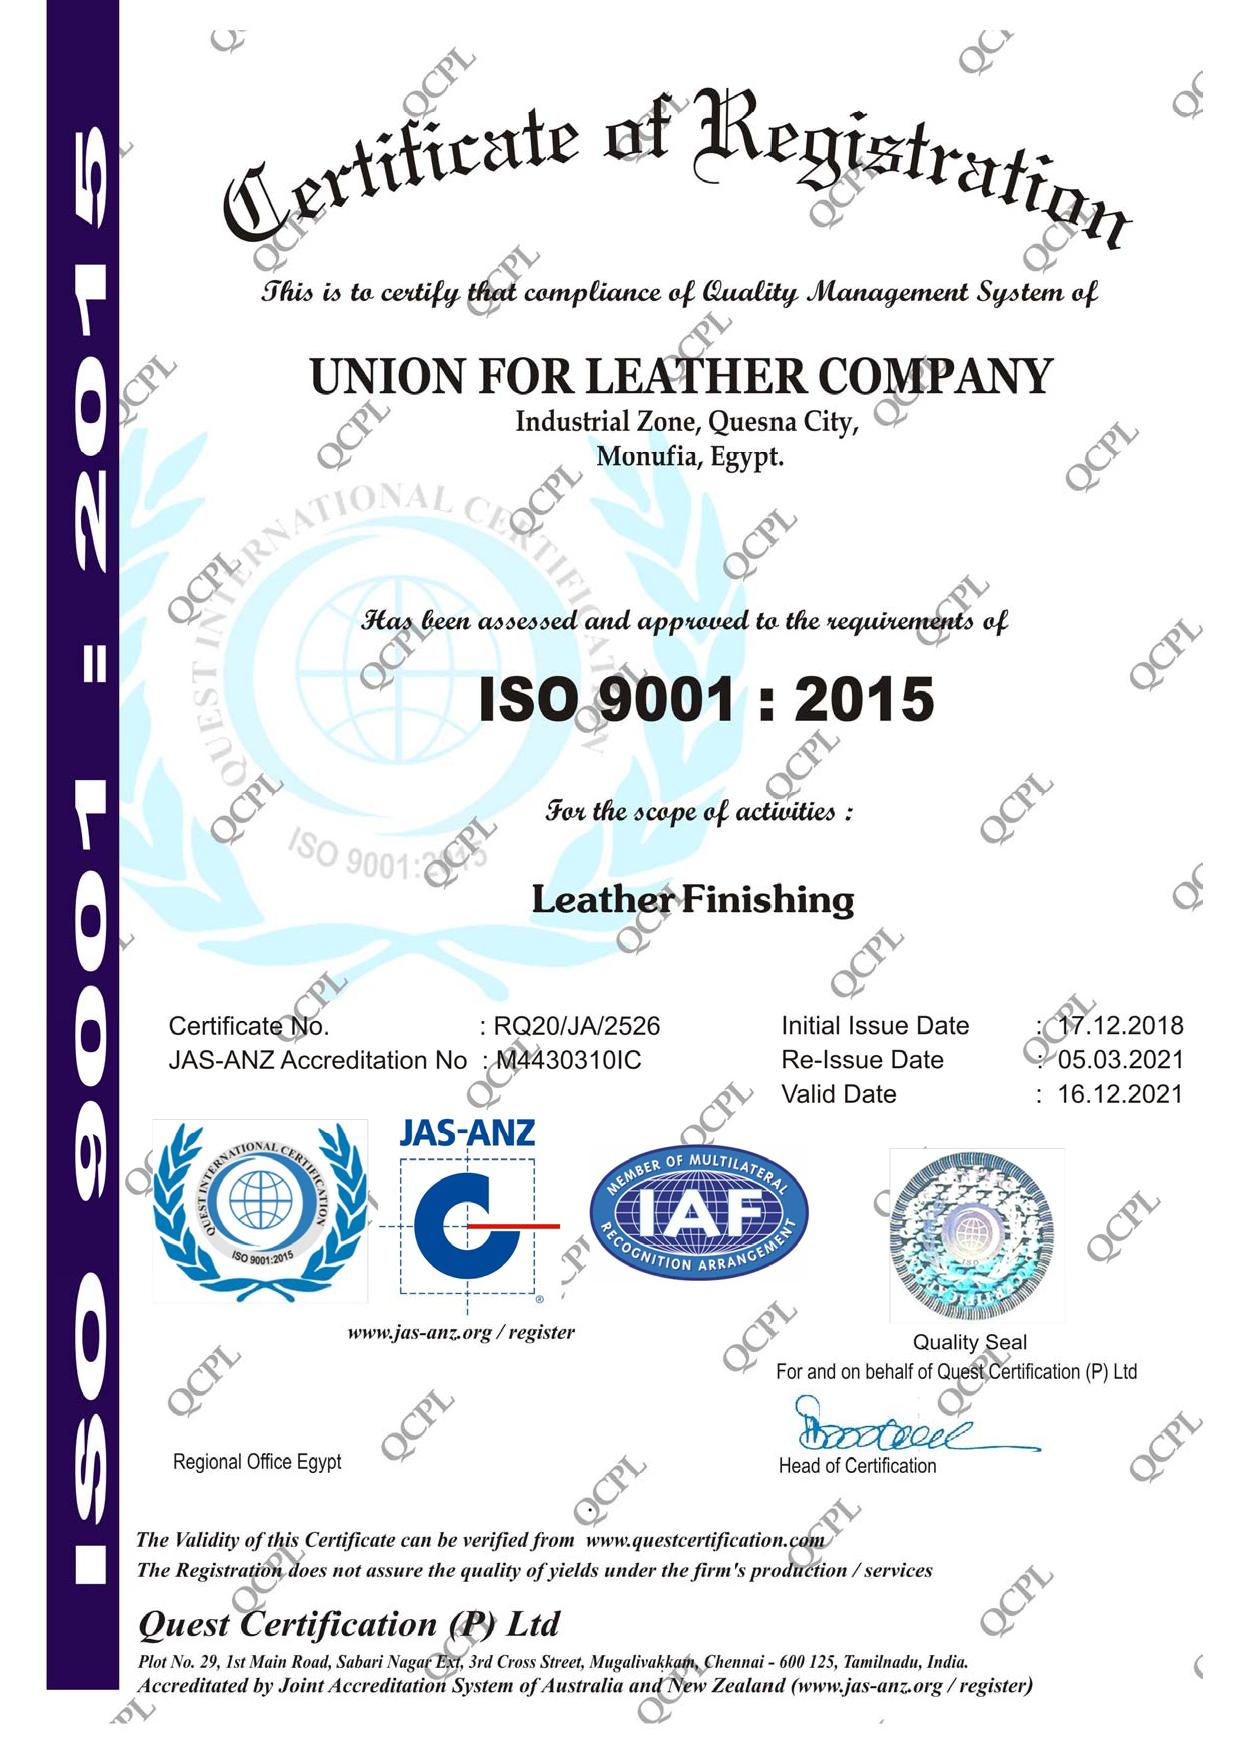 ISO 9001 : 2015
Certificate of Registration
This is to certify that compliance of Quality Management System of
UNION FOR LEATHER COMPANY
Industrial Zone, Quesna City,
Monufia, Egypt.
QUEST INTERNATIONAL CERTIFICATION
ISO 9001:2015
Has been assessed and approved to the requirements of
ISO 9001 : 2015
For the scope of activities :
Leather Finishing
Certificate No. : RQ20/JA/2526
JAS-ANZ Accreditation No : M4430310IC
Initial Issue Date : 17.12.2018
Re-Issue Date : 05.03.2021
Valid Date : 16.12.2021
QUEST INTERNATIONAL CERTIFICATION
ISO 9001:2015
JAS-ANZ
®
www.jas-anz.org / register
MEMBER OF MULTILATERAL
IAF
RECOGNITION ARRANGEMENT
Quality Seal
For and on behalf of Quest Certification (P) Ltd
Regional Office Egypt
Head of Certification
The Validity of this Certificate can be verified from www.questcertification.com
The Registration does not assure the quality of yields under the firm's production / services
Quest Certification (P) Ltd
Plot No. 29, 1st Main Road, Sabari Nagar Ext, 3rd Cross Street, Mugalivakkam, Chennai - 600 125, Tamilnadu, India.
Accreditated by Joint Accreditation System of Australia and New Zealand (www.jas-anz.org / register)
QCPL